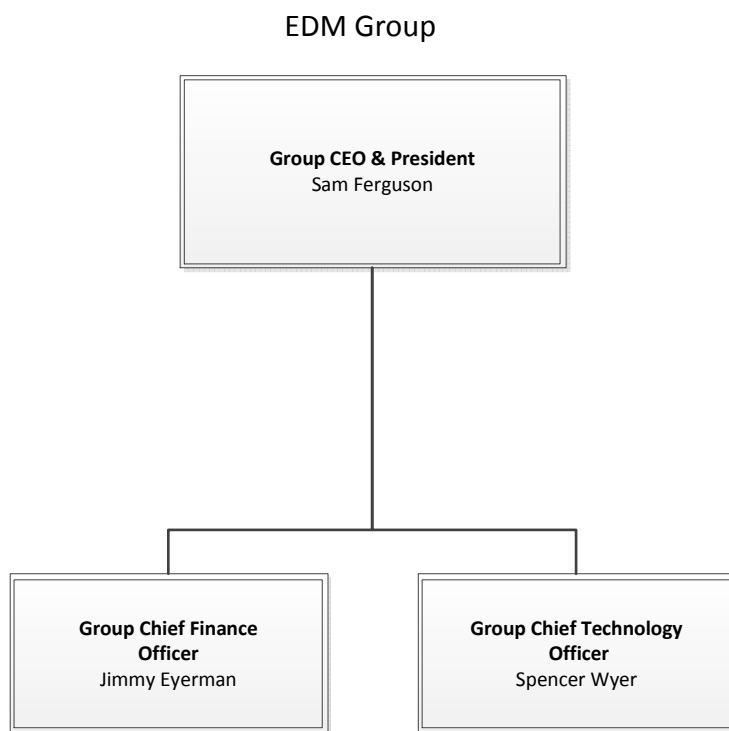 EDM Group
Group CEO & President
Sam Ferguson
Group Chief Finance
Officer
Jimmy Eyerman
Group Chief Technology
Officer
Spencer Wyer